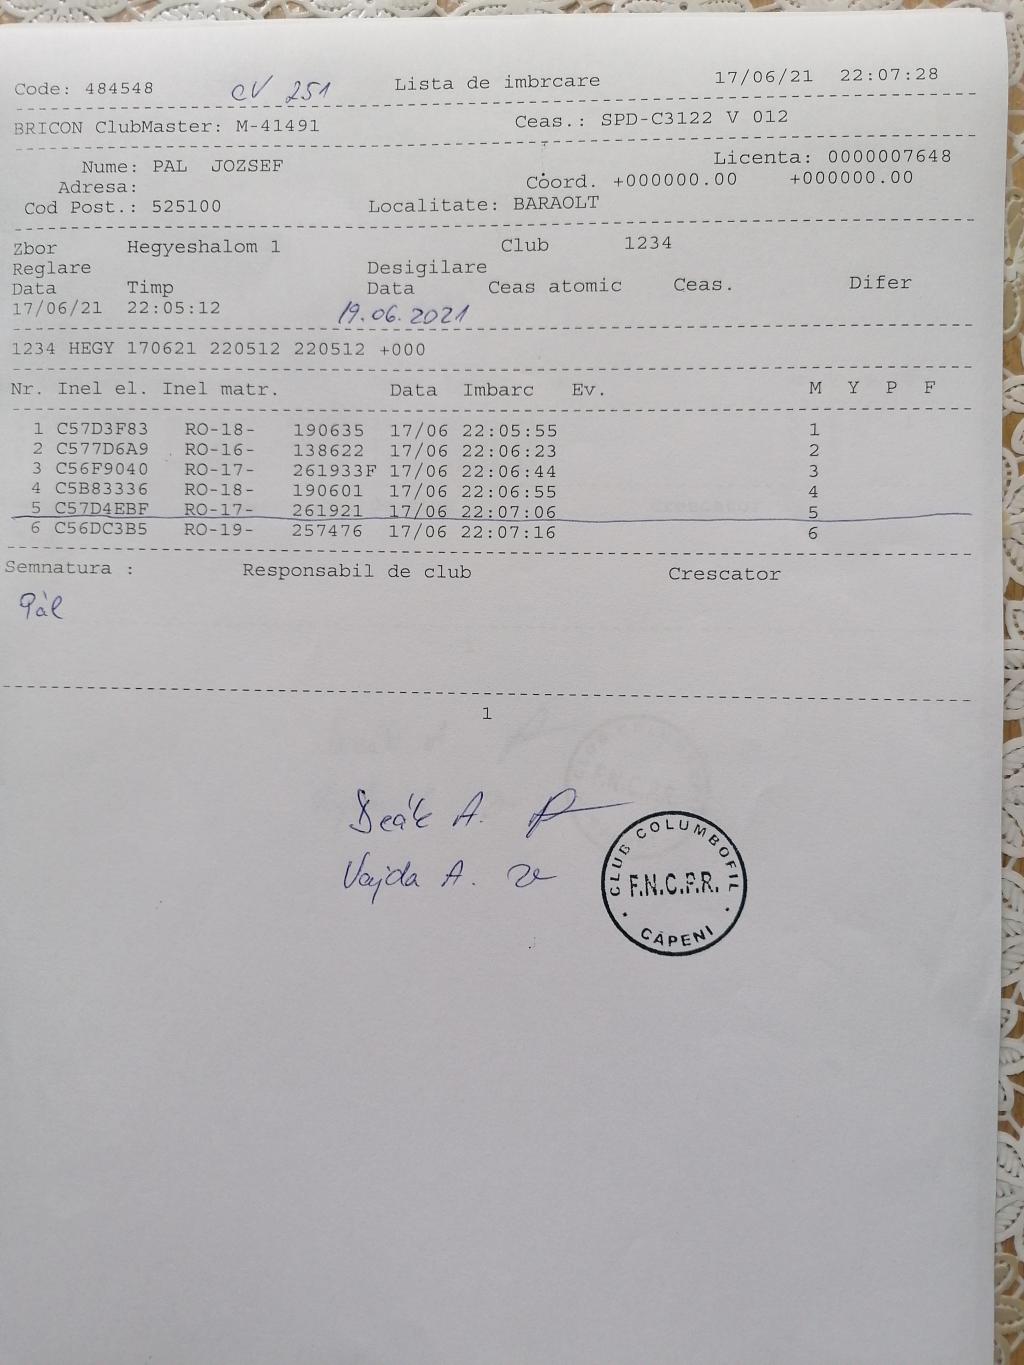 Code: 484548 CV 251 Lista de imbrcare 17/06/21 22:07:28
BRICON ClubMaster: M-41491 Ceas.: SPD-C3122 V 012
Nume: PAL JOZSEF Licenta: 0000007648
Adresa: Coord. +000000.00 +000000.00
Cod Post.: 525100 Localitate: BARAOLT
Zbor Hegyeshalom 1 Club 1234
Reglare Desigilare
Data Timp Data Ceas atomic Ceas. Difer
17/06/21 22:05:12 19.06.2021
1234 HEGY 170621 220512 220512 +000
Nr. Inel el. Inel matr. Data Imbarc Ev. M Y P F
1 C57D3F83 RO-18- 190635 17/06 22:05:55 1
2 C577D6A9 RO-16- 138622 17/06 22:06:23 2
3 C56F9040 RO-17- 261933F 17/06 22:06:44 3
4 C5B83336 RO-18- 190601 17/06 22:06:55 4
5 C57D4EBF RO-17- 261921 17/06 22:07:06 5
6 C56DC3B5 RO-19- 257476 17/06 22:07:16 6
Semnatura : Responsabil de club Crescator
Pál
1
Deák A.
Vajda A.
CLUB COLUMBOFIL
F.N.C.P.R.
CĂPENI